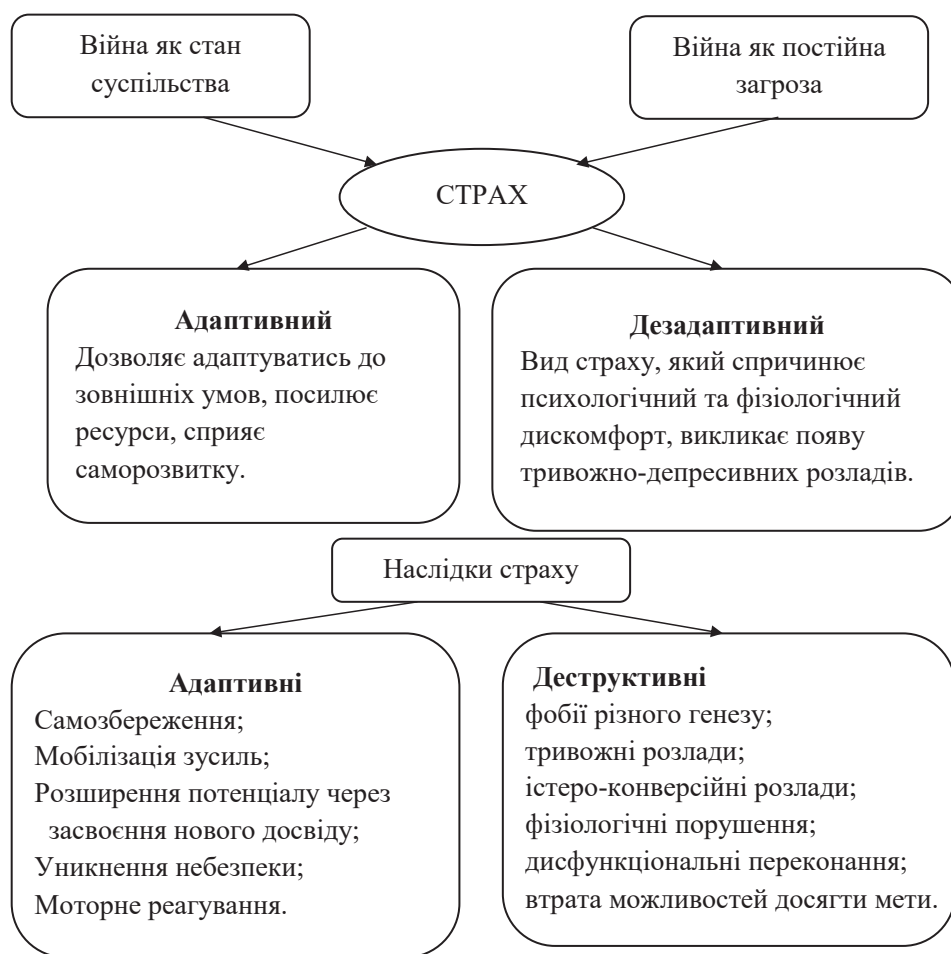 Війна як стан
суспільства
Війна як постійна
загроза
СТРАХ
Адаптивний
Дозволяє адаптуватись до
зовнішніх умов, посилює
ресурси, сприяє
саморозвитку.
Дезадаптивний
Вид страху, який спричинює
психологічний та фізіологічний
дискомфорт, викликає появу
тривожно-депресивних розладів.
Наслідки страху
Адаптивні
Самозбереження;
Мобілізація зусиль;
Розширення потенціалу через
засвоєння нового досвіду;
Уникнення небезпеки;
Моторне реагування.
Деструктивні
фобії різного генезу;
тривожні розлади;
істеро-конверсійні розлади;
фізіологічні порушення;
дисфункціональні переконання;
втрата можливостей досягти мети.